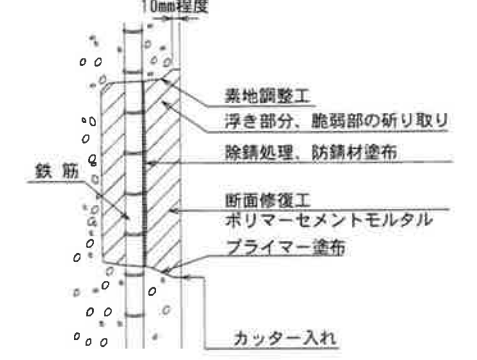 10mm程度
素地調整工
浮き部分、脆弱部の斫り取り
除錆処理、防錆材塗布
鉄筋
断面修復工
ポリマーセメントモルタル
プライマー塗布
カッター入れ